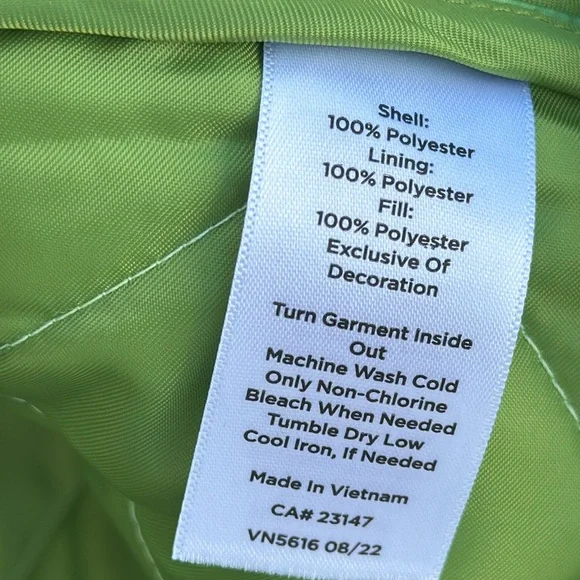 Shell:
100% Polyester
Lining:
100% Polyester
Fill:
100% Polyester
Exclusive Of
Decoration
Turn Garment Inside
Out
Machine Wash Cold
Only Non-Chlorine
Bleach When Needed
Tumble Dry Low
Cool Iron, If Needed
Made In Vietnam
CA# 23147
VN5616 08/22